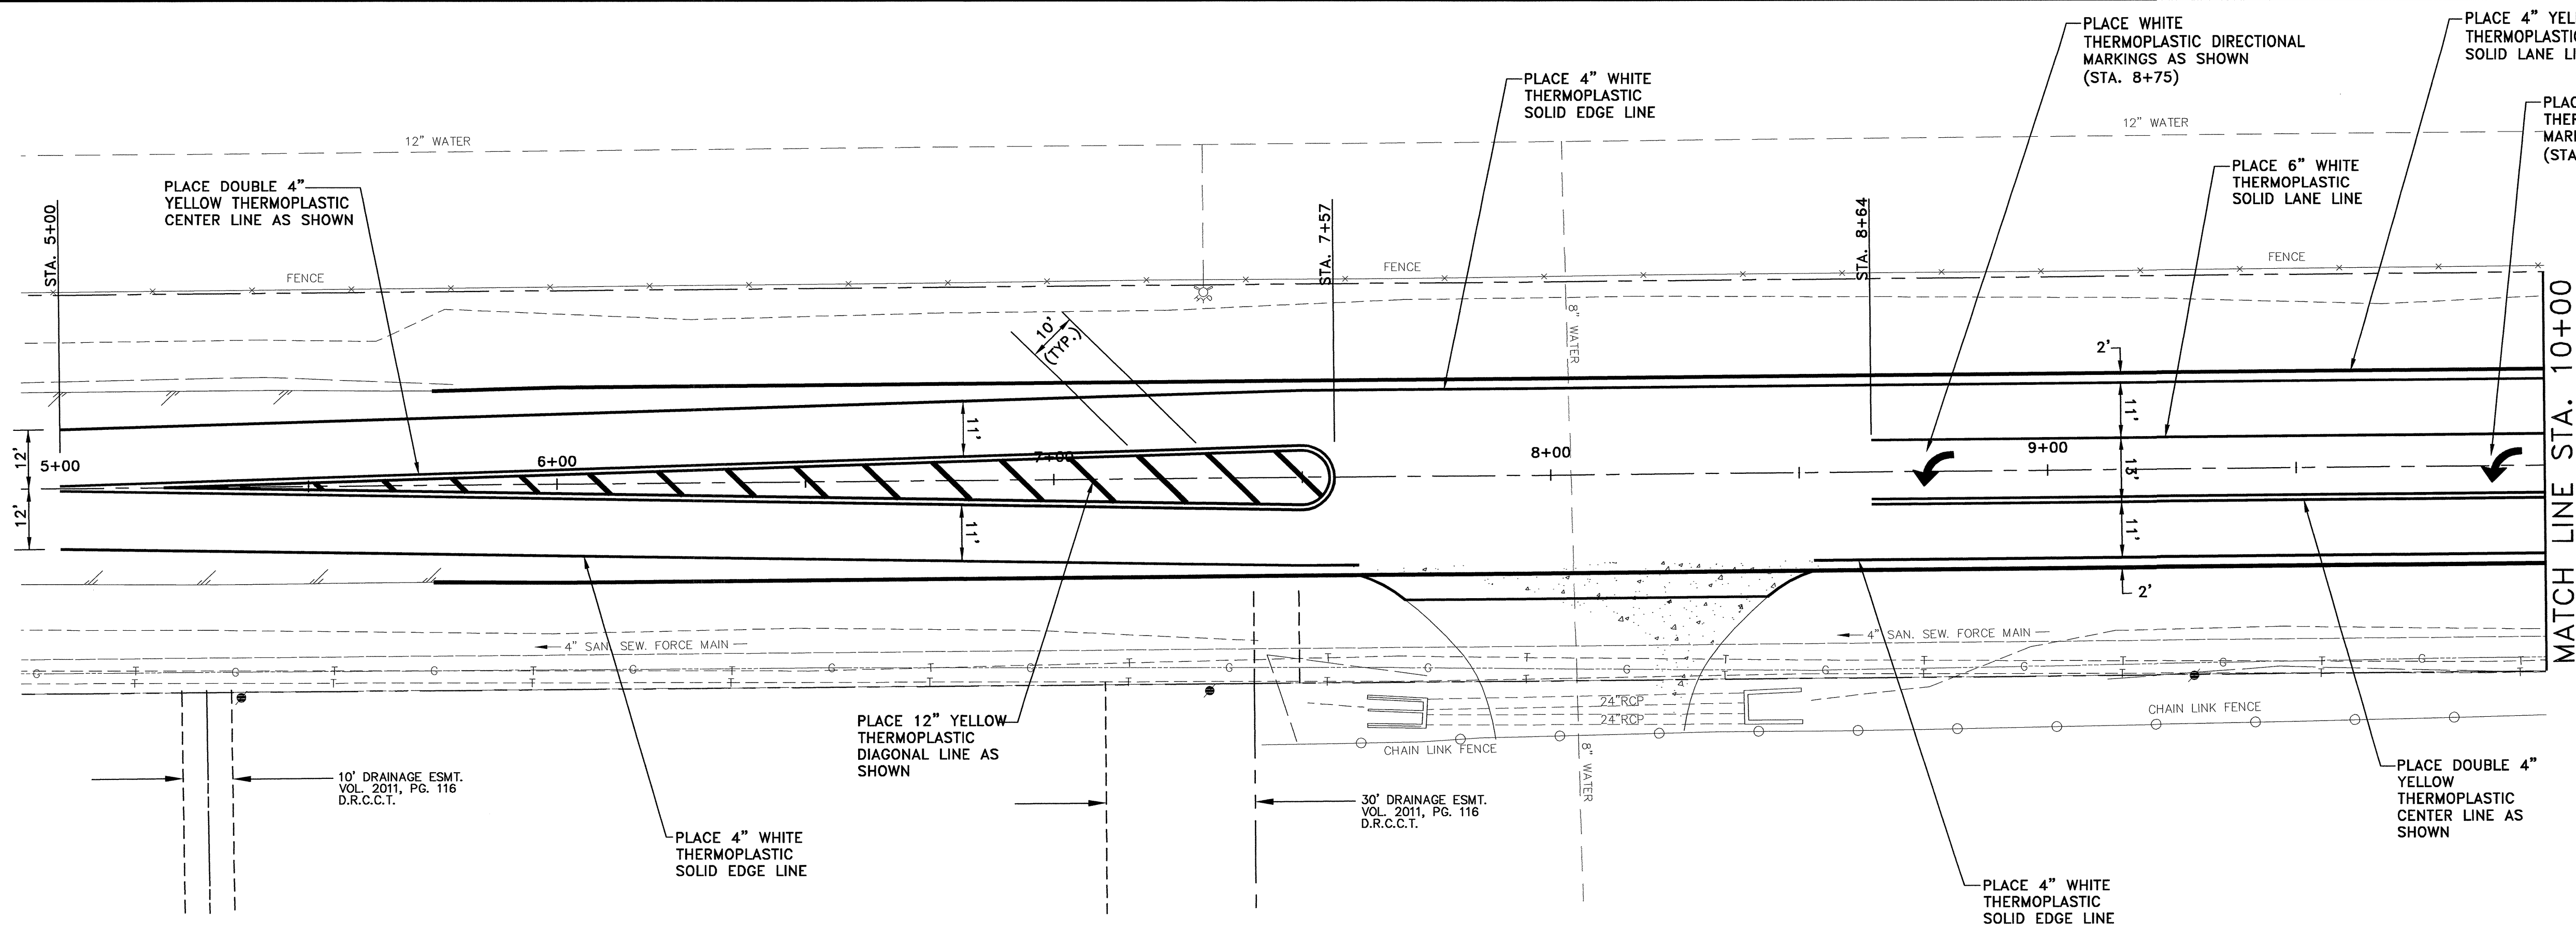 PLACE WHITE
THERMOPLASTIC DIRECTIONAL
MARKINGS AS SHOWN
(STA. 8+75)
PLACE 4" YEL
THERMOPLASTIC
SOLID LANE LI
PLACE 4" WHITE
THERMOPLASTIC
SOLID EDGE LINE
PLAC
THER
MAR
(STA
12" WATER
12" WATER
PLACE DOUBLE 4"
YELLOW THERMOPLASTIC
CENTER LINE AS SHOWN
PLACE 6" WHITE
THERMOPLASTIC
SOLID LANE LINE
STA. 5+00
STA. 7+57
STA. 8+64
FENCE
FENCE
FENCE
8" WATER
10'
(TYP.)
2'
MATCH LINE STA. 10+00
11'
11'
12'
12'
5+00
6+00
7+00
8+00
9+00
13'
11'
11'
2'
4" SAN. SEW. FORCE MAIN
4" SAN. SEW. FORCE MAIN
G T G T G T G T G T G T G T G T G T G T G T G T G T
T T T T T T T T T T T T T
24"RCP
24"RCP
CHAIN LINK FENCE
CHAIN LINK FENCE
8" WATER
PLACE 12" YELLOW
THERMOPLASTIC
DIAGONAL LINE AS
SHOWN
10' DRAINAGE ESMT.
VOL. 2011, PG. 116
D.R.C.C.T.
30' DRAINAGE ESMT.
VOL. 2011, PG. 116
D.R.C.C.T.
PLACE DOUBLE 4"
YELLOW
THERMOPLASTIC
CENTER LINE AS
SHOWN
PLACE 4" WHITE
THERMOPLASTIC
SOLID EDGE LINE
PLACE 4" WHITE
THERMOPLASTIC
SOLID EDGE LINE